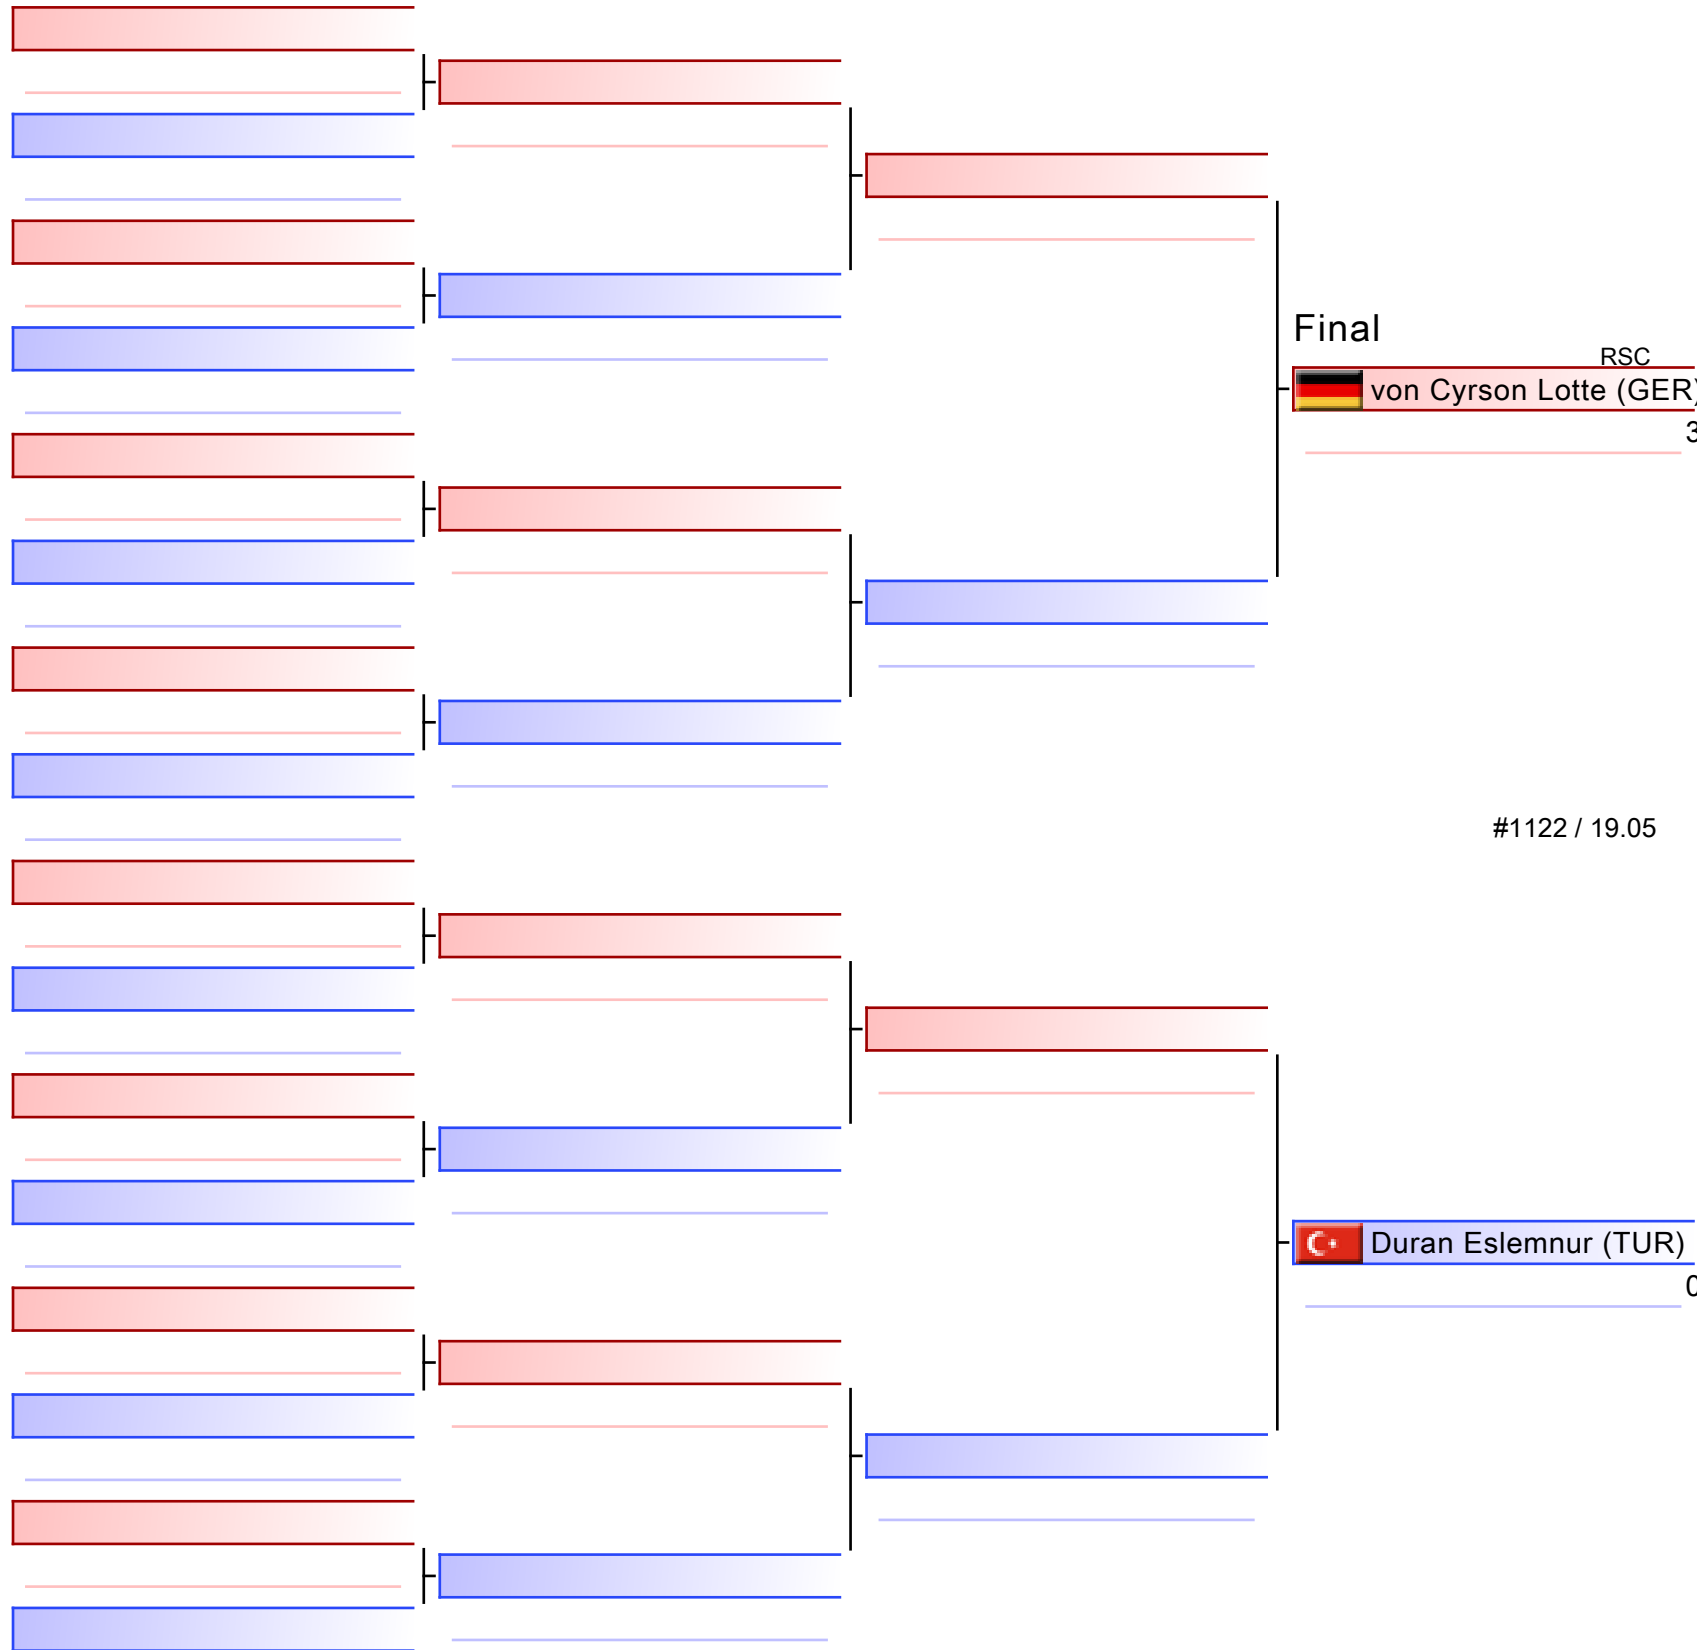 Final
RSC
von Cyrson Lotte (GER)
3
#1122 / 19.05
Duran Eslemnur (TUR)
0